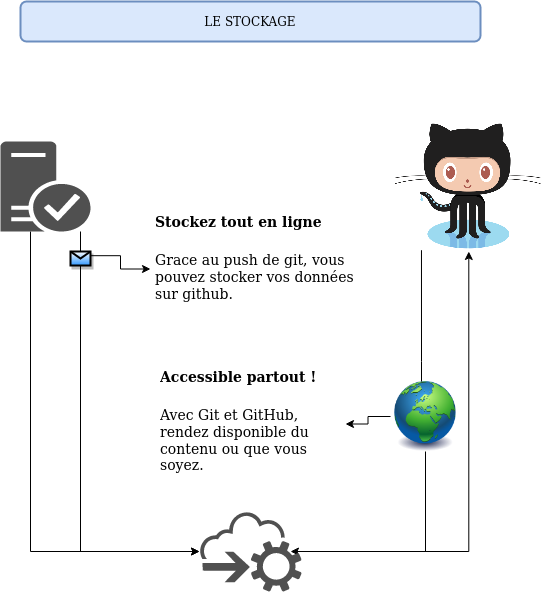 LE STOCKAGE
Stockez tout en ligne
Grace au push de git, vous
pouvez stocker vos données
sur github.
Accessible partout !
Avec Git et GitHub,
rendez disponible du
contenu ou que vous
soyez.